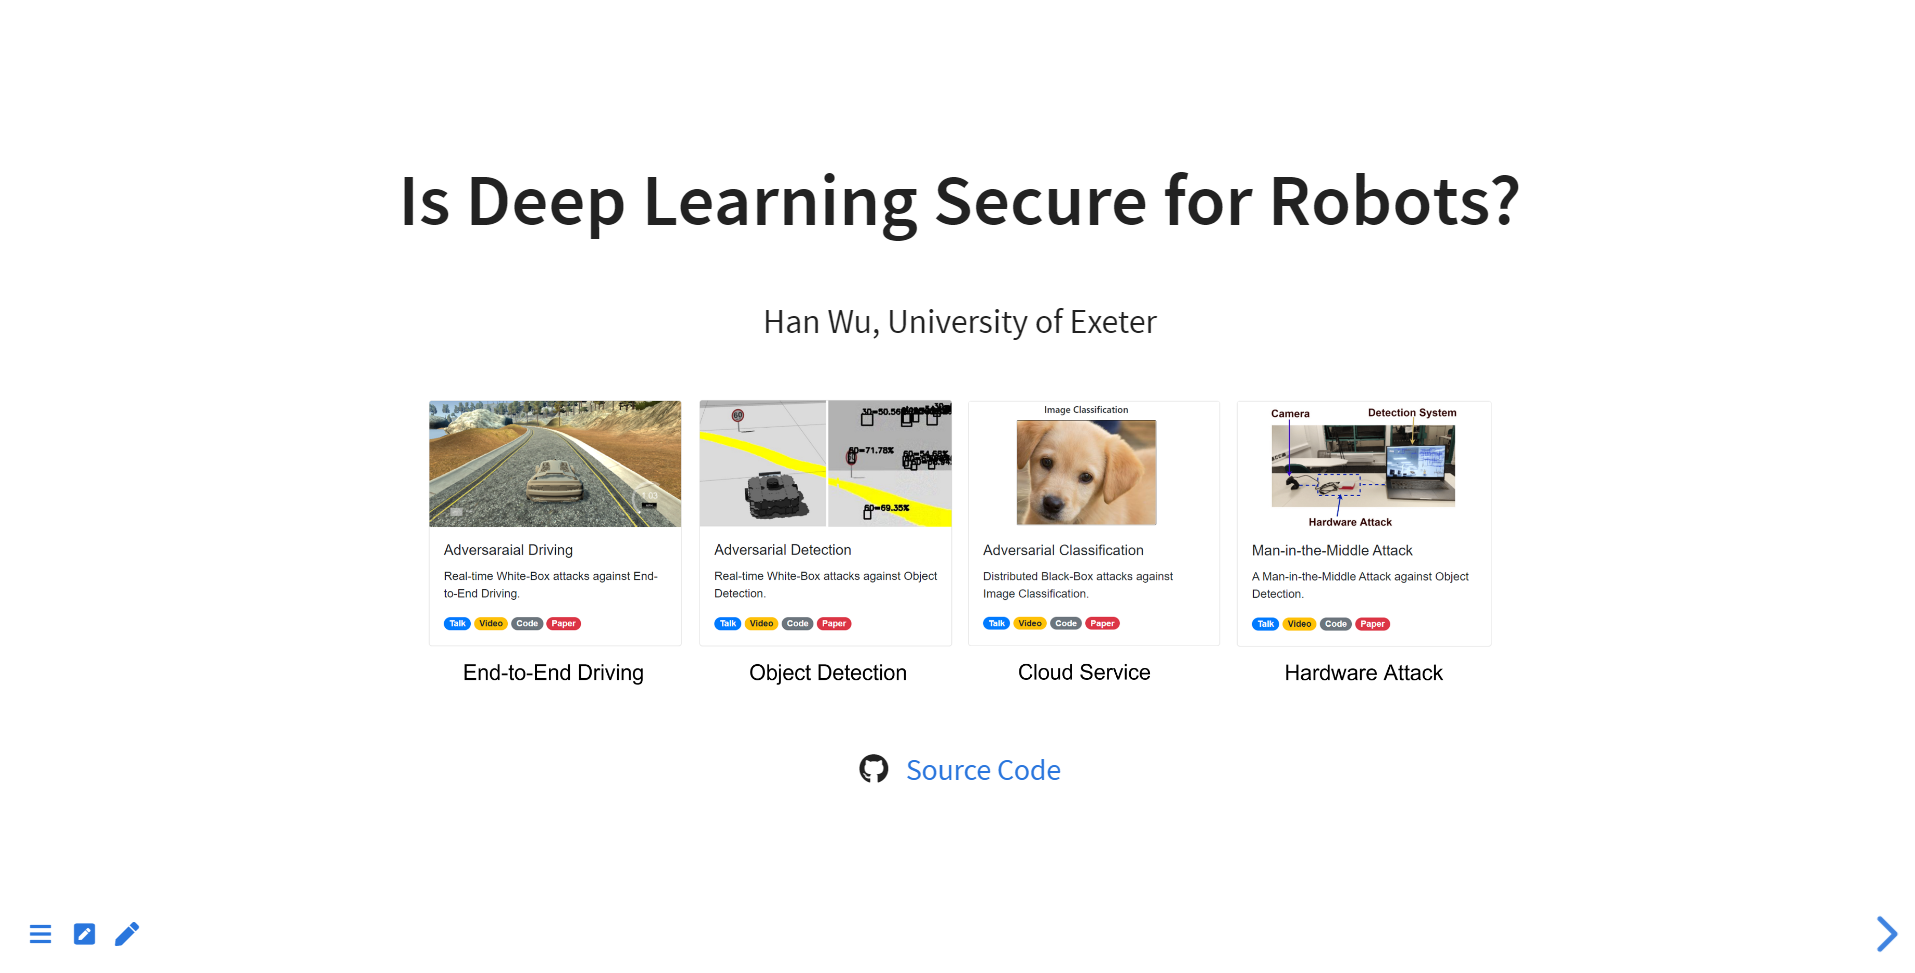 Is Deep Learning Secure for Robots?
Han Wu, University of Exeter
1.03
Adversaraial Driving
Real-time White-Box attacks against End-
to-End Driving.
Talk Video Code Paper
End-to-End Driving
60
60=71.78%
60=69.35%
Adversarial Detection
Real-time White-Box attacks against Object
Detection.
Talk Video Code Paper
Object Detection
Image Classification
Adversarial Classification
Distributed Black-Box attacks against
Image Classification.
Talk Video Code Paper
Cloud Service
Camera Detection System
Hardware Attack
Man-in-the-Middle Attack
A Man-in-the-Middle Attack against Object
Detection.
Talk Video Code Paper
Hardware Attack
Source Code